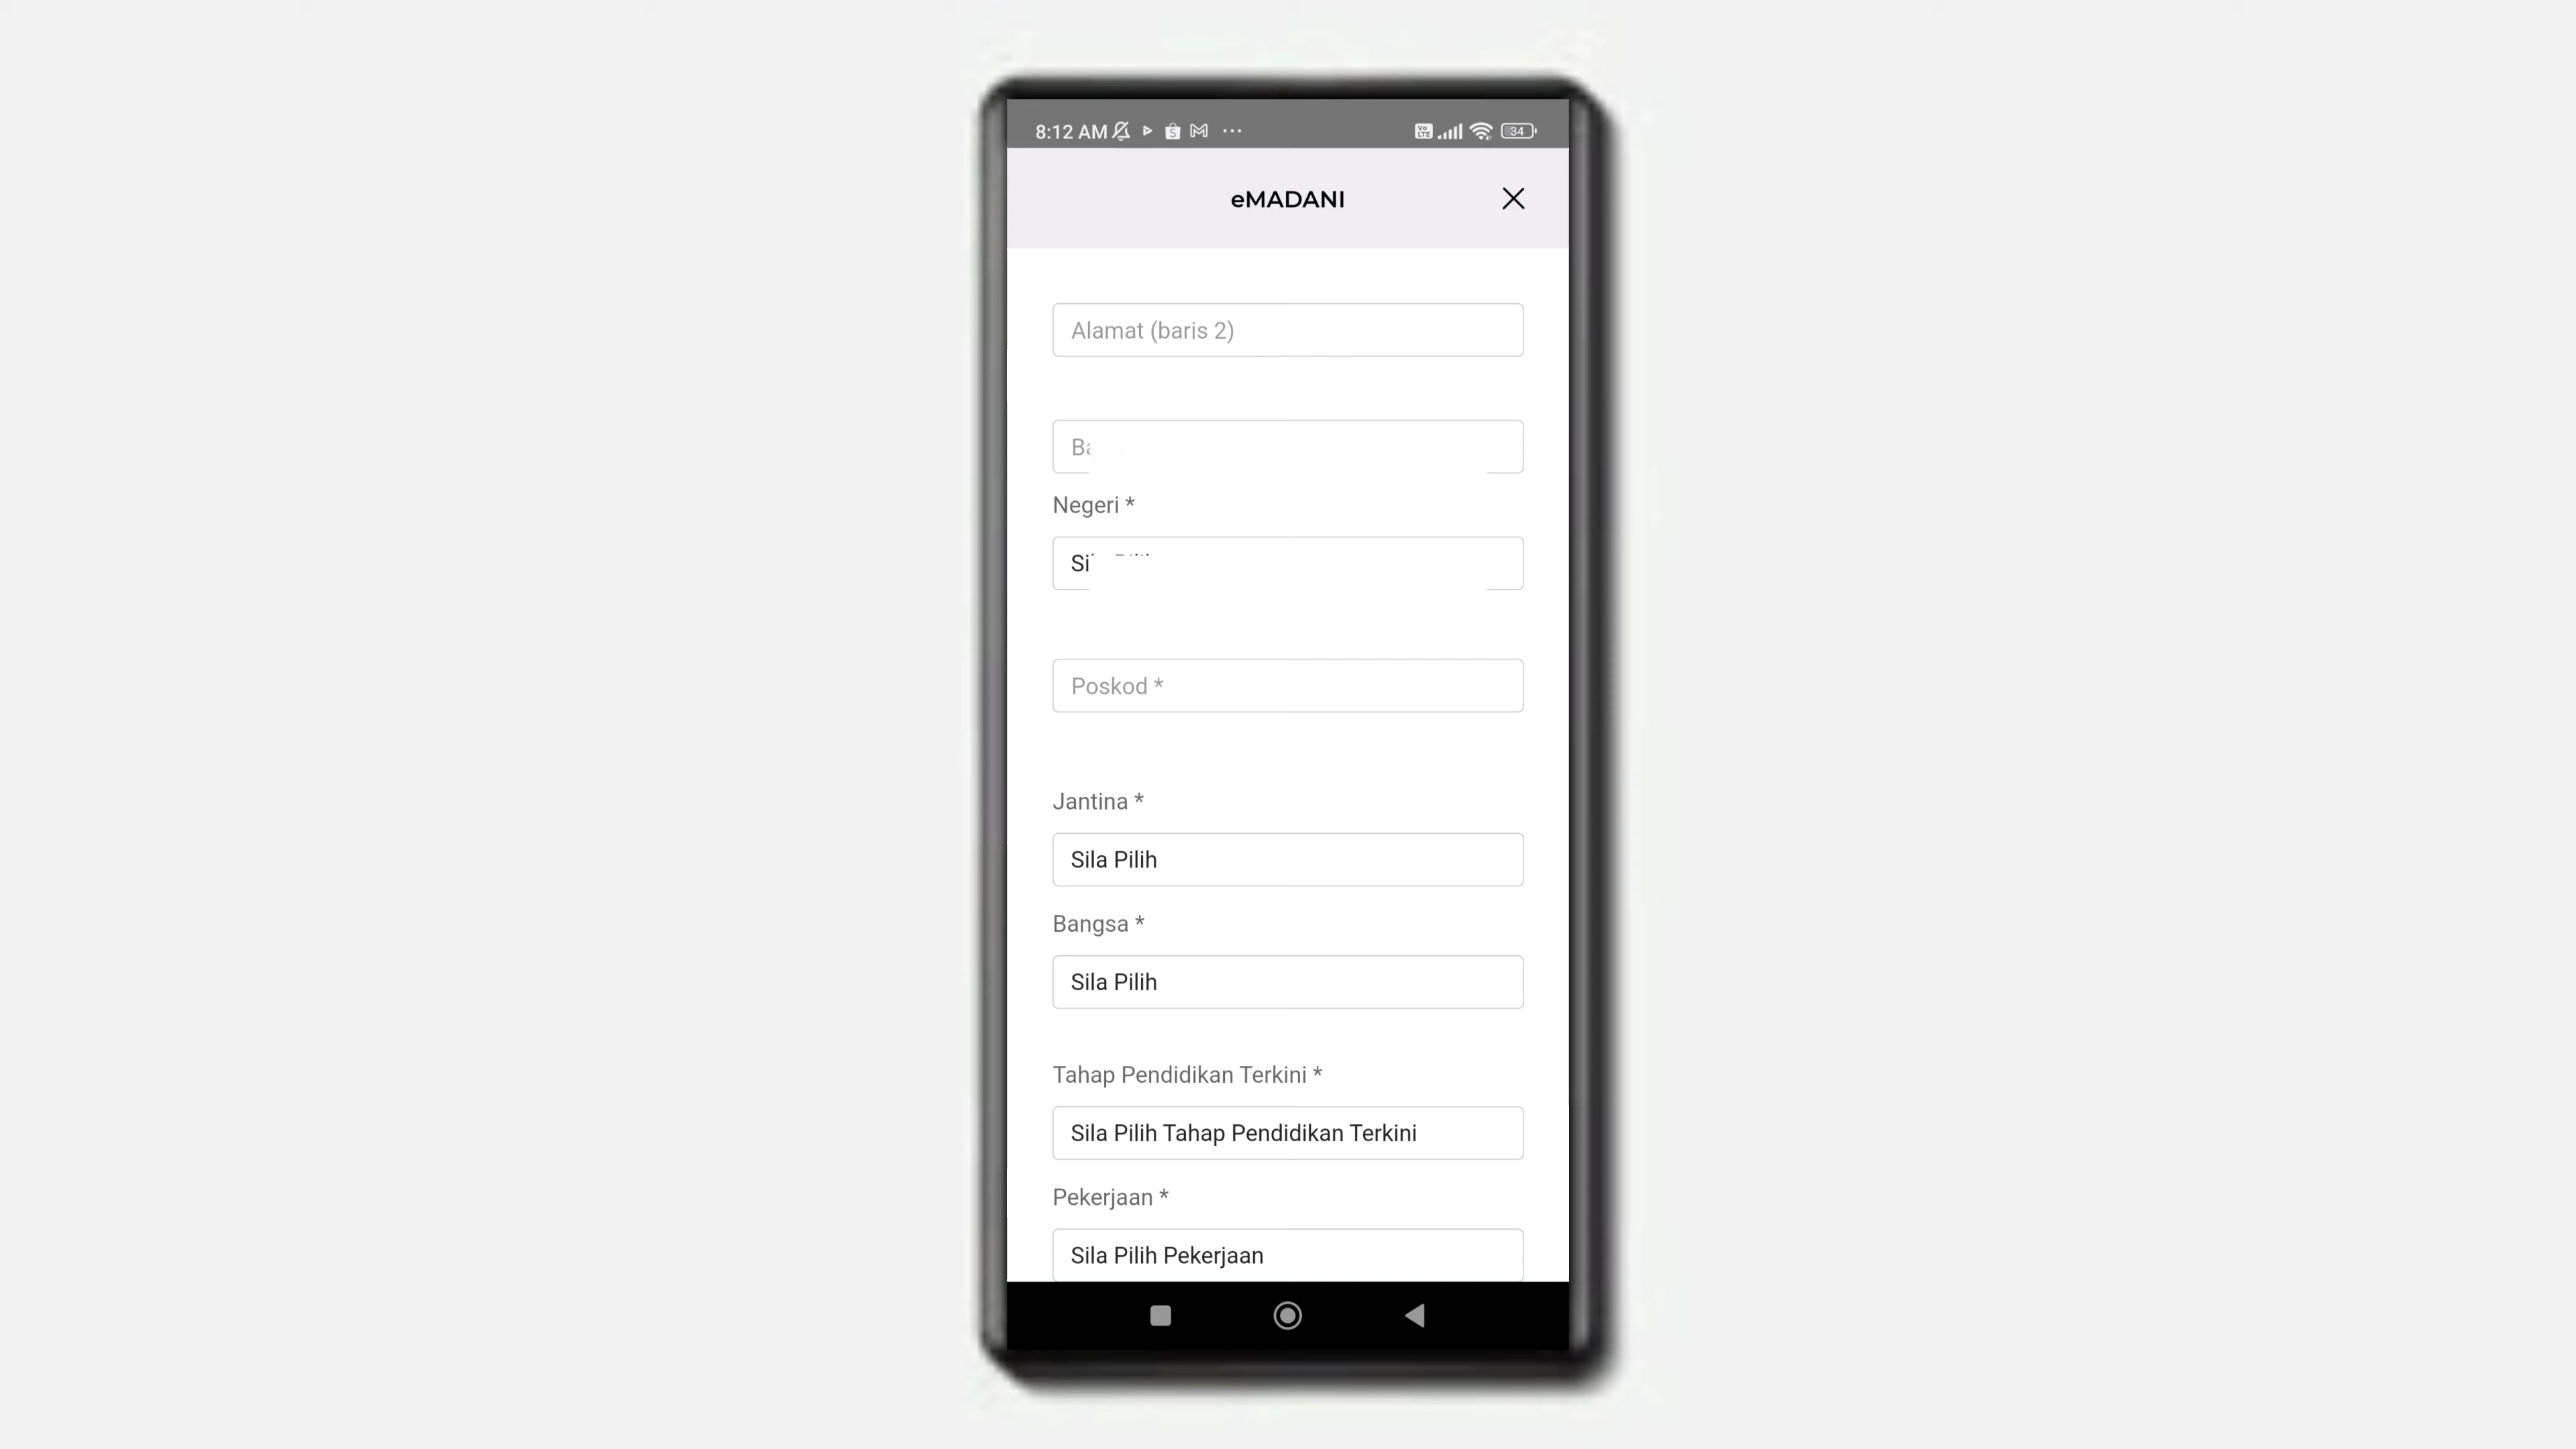 8:12 AM
34
eMADANI
Alamat (baris 2)
Negeri *
Poskod *
Jantina *
Sila Pilih
Bangsa *
Sila Pilih
Tahap Pendidikan Terkini *
Sila Pilih Tahap Pendidikan Terkini
Pekerjaan *
Sila Pilih Pekerjaan